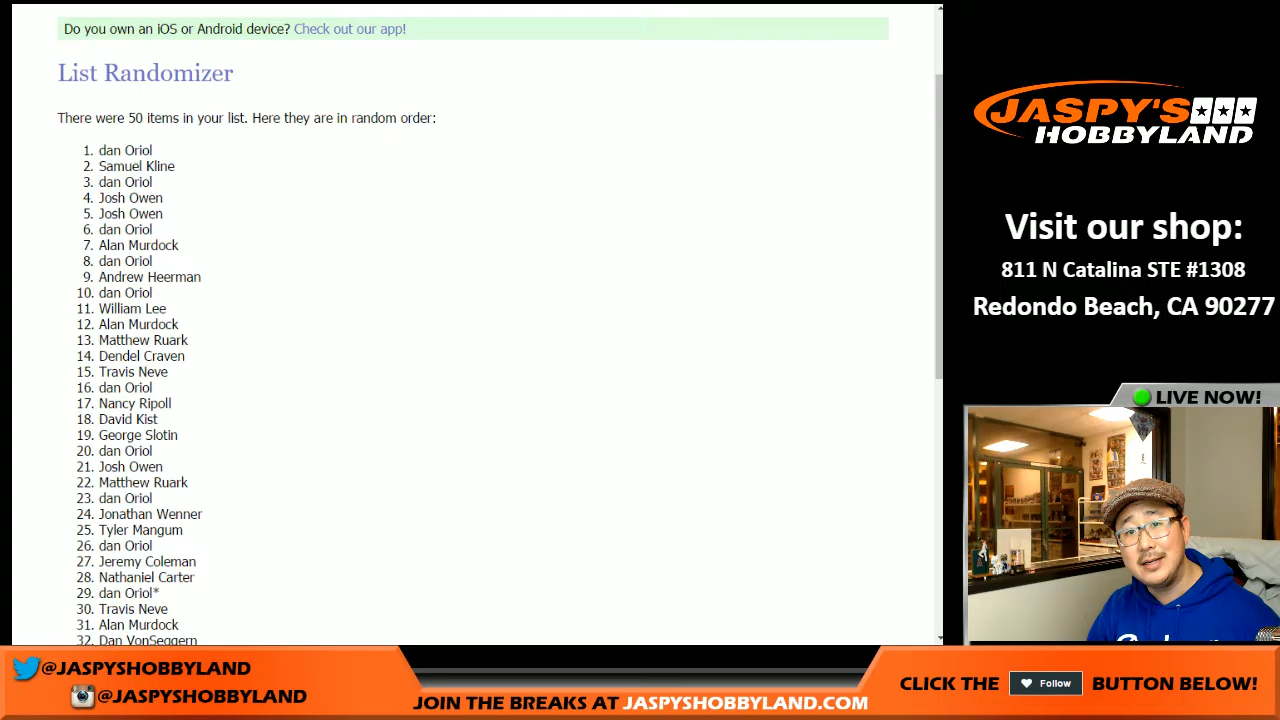 Do you own an iOS or Android device? Check out our app!
List Randomizer
There were 50 items in your list. Here they are in random order:
1. dan Oriol
2. Samuel Kline
3. dan Oriol
4. Josh Owen
5. Josh Owen
6. dan Oriol
7. Alan Murdock
8. dan Oriol
9. Andrew Heerman
10. dan Oriol
11. William Lee
12. Alan Murdock
13. Matthew Ruark
14. Dendel Craven
15. Travis Neve
16. dan Oriol
17. Nancy Ripoll
18. David Kist
19. George Slotin
20. dan Oriol
21. Josh Owen
22. Matthew Ruark
23. dan Oriol
24. Jonathan Wenner
25. Tyler Mangum
26. dan Oriol
27. Jeremy Coleman
28. Nathaniel Carter
29. dan Oriol*
30. Travis Neve
31. Alan Murdock
32. Dan VonSeggern
JASPY'S
HOBBYLAND
Visit our shop:
811 N Catalina STE #1308
Redondo Beach, CA 90277
LIVE NOW!
@JASPYSHOBBYLAND
@JASPYSHOBBYLAND
JOIN THE BREAKS AT JASPYSHOBBYLAND.COM
CLICK THE Follow BUTTON BELOW!